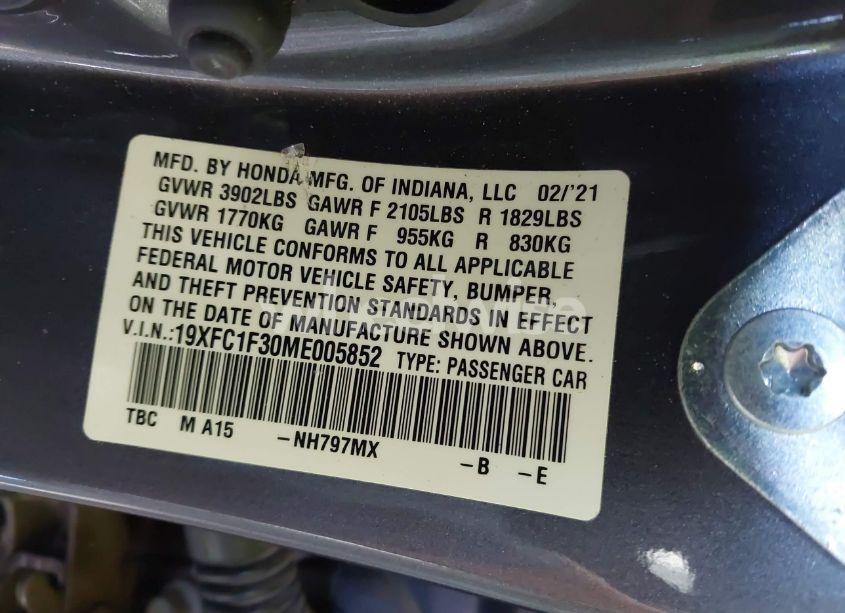 MFD. BY HONDA MFG. OF INDIANA, LLC 02/'21
GVWR 3902LBS GAWR F 2105LBS R 1829LBS
GVWR 1770KG GAWR F 955KG R 830KG
THIS VEHICLE CONFORMS TO ALL APPLICABLE
FEDERAL MOTOR VEHICLE SAFETY, BUMPER,
AND THEFT PREVENTION STANDARDS IN EFFECT
ON THE DATE OF MANUFACTURE SHOWN ABOVE.
V.I.N.:19XFC1F30ME005852 TYPE: PASSENGER CAR
TBC M A15 -NH797MX -B -E